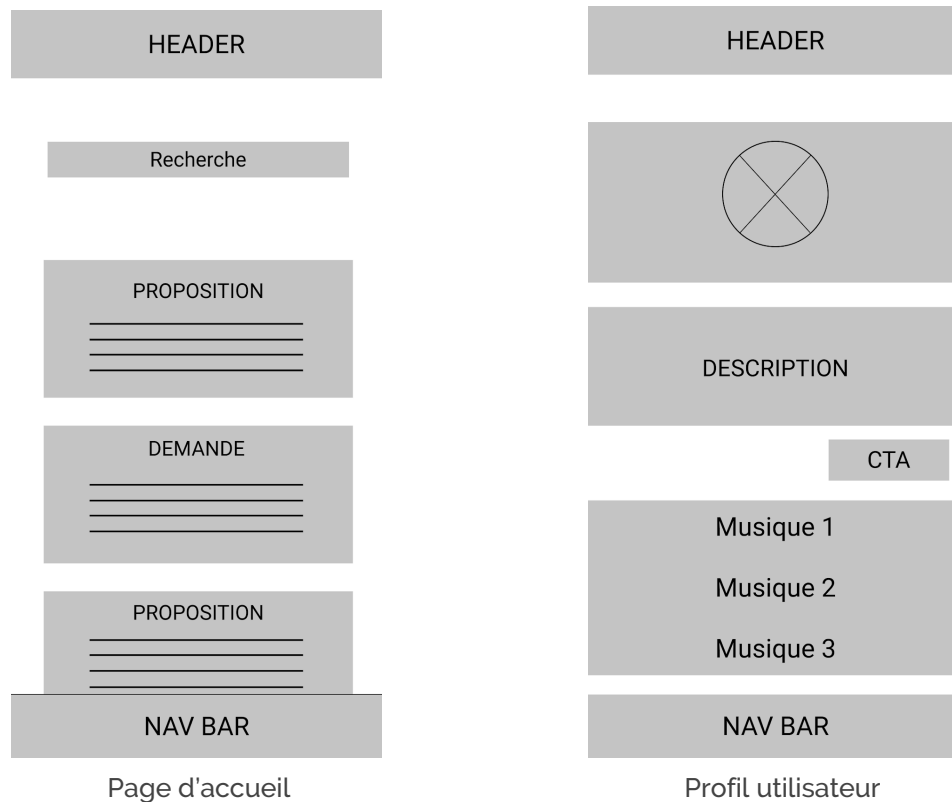 HEADER
Recherche
PROPOSITION
DEMANDE
PROPOSITION
NAV BAR
Page d'accueil
HEADER
DESCRIPTION
CTA
Musique 1
Musique 2
Musique 3
NAV BAR
Profil utilisateur